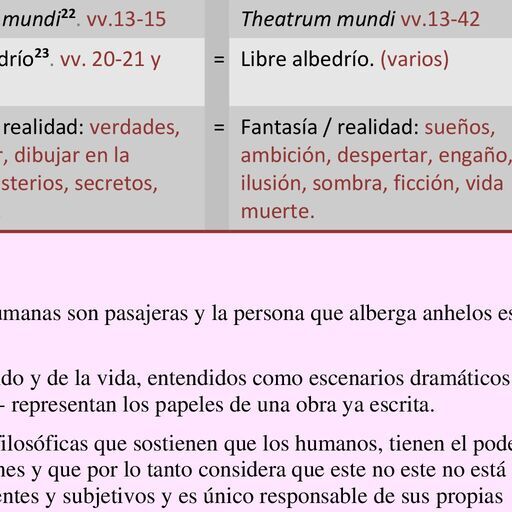 mundi²². vv.13-15
Theatrum mundi vv.13-42
drío²³. vv. 20-21 y
= Libre albedrío. (varios)
realidad: verdades,
, dibujar en la
sterios, secretos,
= Fantasía / realidad: sueños,
ambición, despertar, engaño,
ilusión, sombra, ficción, vida
muerte.
umanas son pasajeras y la persona que alberga anhelos es
do y de la vida, entendidos como escenarios dramáticos
- representan los papeles de una obra ya escrita.
filosóficas que sostienen que los humanos, tienen el pode
nes y que por lo tanto considera que este no este no está
entes y subjetivos y es único responsable de sus propias